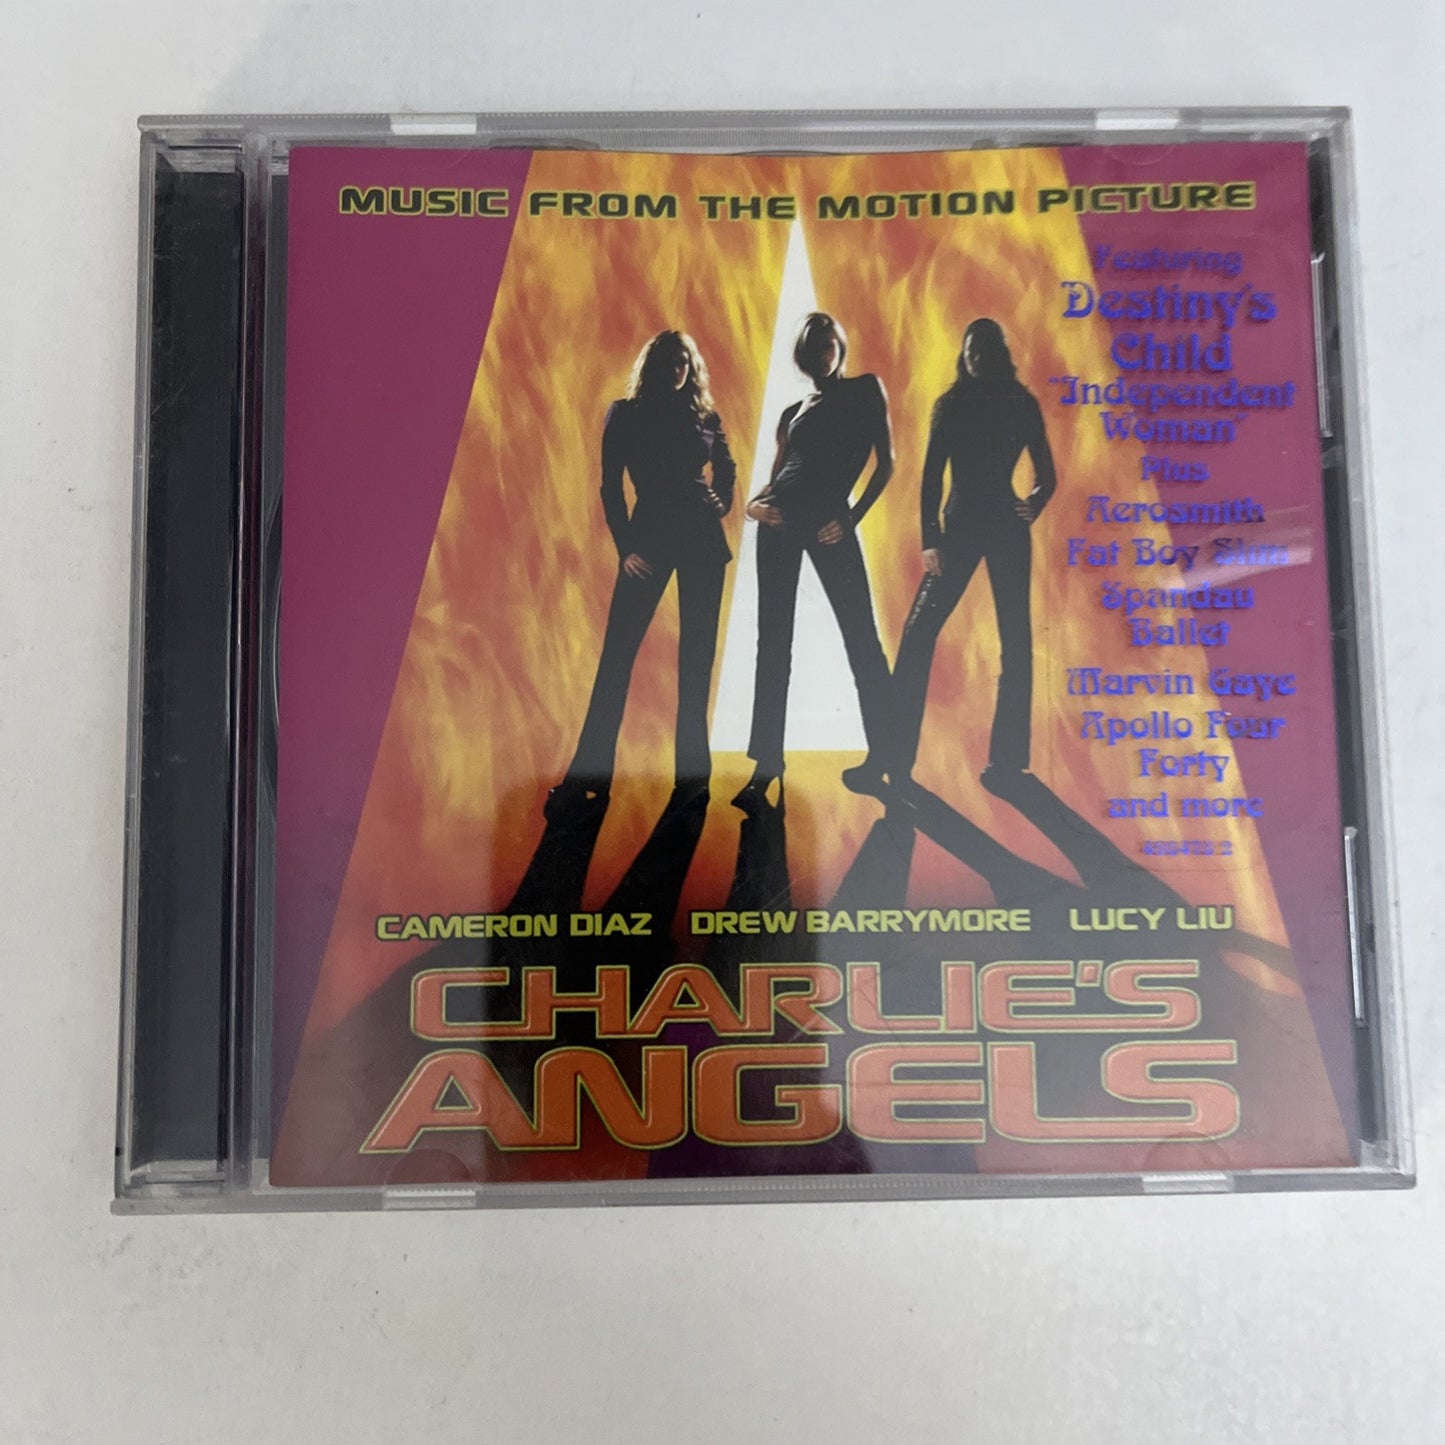 MUSIC FROM THE MOTION PICTURE
Featuring
Destiny's
Child
"Independent
Woman"
Plus
Aerosmith
Fat Boy Slim
Spandau
Ballet
Marvin Gaye
Apollo Four
Forty
and more
CAMERON DIAZ DREW BARRYMORE LUCY LIU
CHARLIE'S
ANGELS